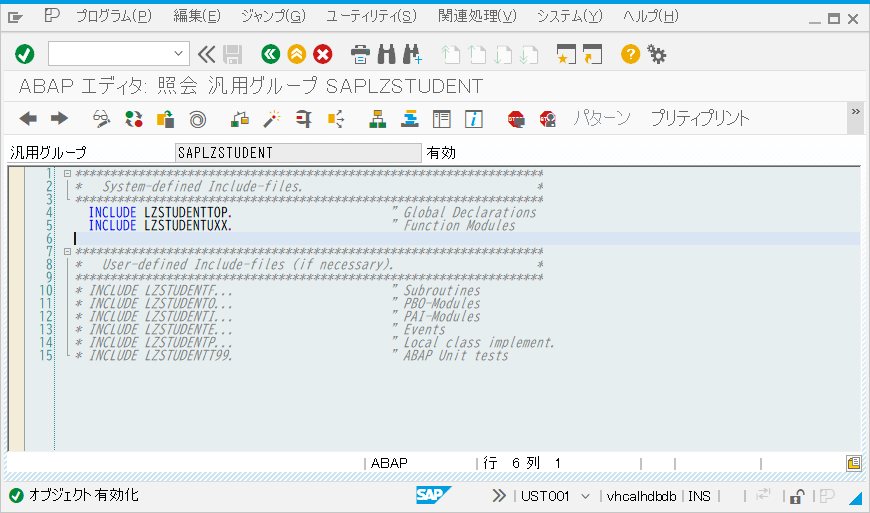 プログラム(P) 編集(E) ジャンプ(G) ユーティリティ(S) 関連処理(V) システム(Y) ヘルプ(H)
ABAP エディタ: 照会 汎用グループ SAPLZSTUDENT
パターン プリティプリント
汎用グループ SAPLZSTUDENT 有効
1 *******************************************************************
2 *   System-defined Include-files.                                 *
3 *******************************************************************
4   INCLUDE LZSTUDENTTOP.                      " Global Declarations
5   INCLUDE LZSTUDENTUXX.                      " Function Modules
6
7 *******************************************************************
8 *   User-defined Include-files (if necessary).                    *
9 *******************************************************************
10 * INCLUDE LZSTUDENTF...                      " Subroutines
11 * INCLUDE LZSTUDENTO...                      " PBO-Modules
12 * INCLUDE LZSTUDENTI...                      " PAI-Modules
13 * INCLUDE LZSTUDENTE...                      " Events
14 * INCLUDE LZSTUDENTP...                      " Local class implement.
15 * INCLUDE LZSTUDENTT99.                      " ABAP Unit tests
ABAP 行 6 列 1
オブジェクト有効化 SAP UST001 vhcalhdbdb INS